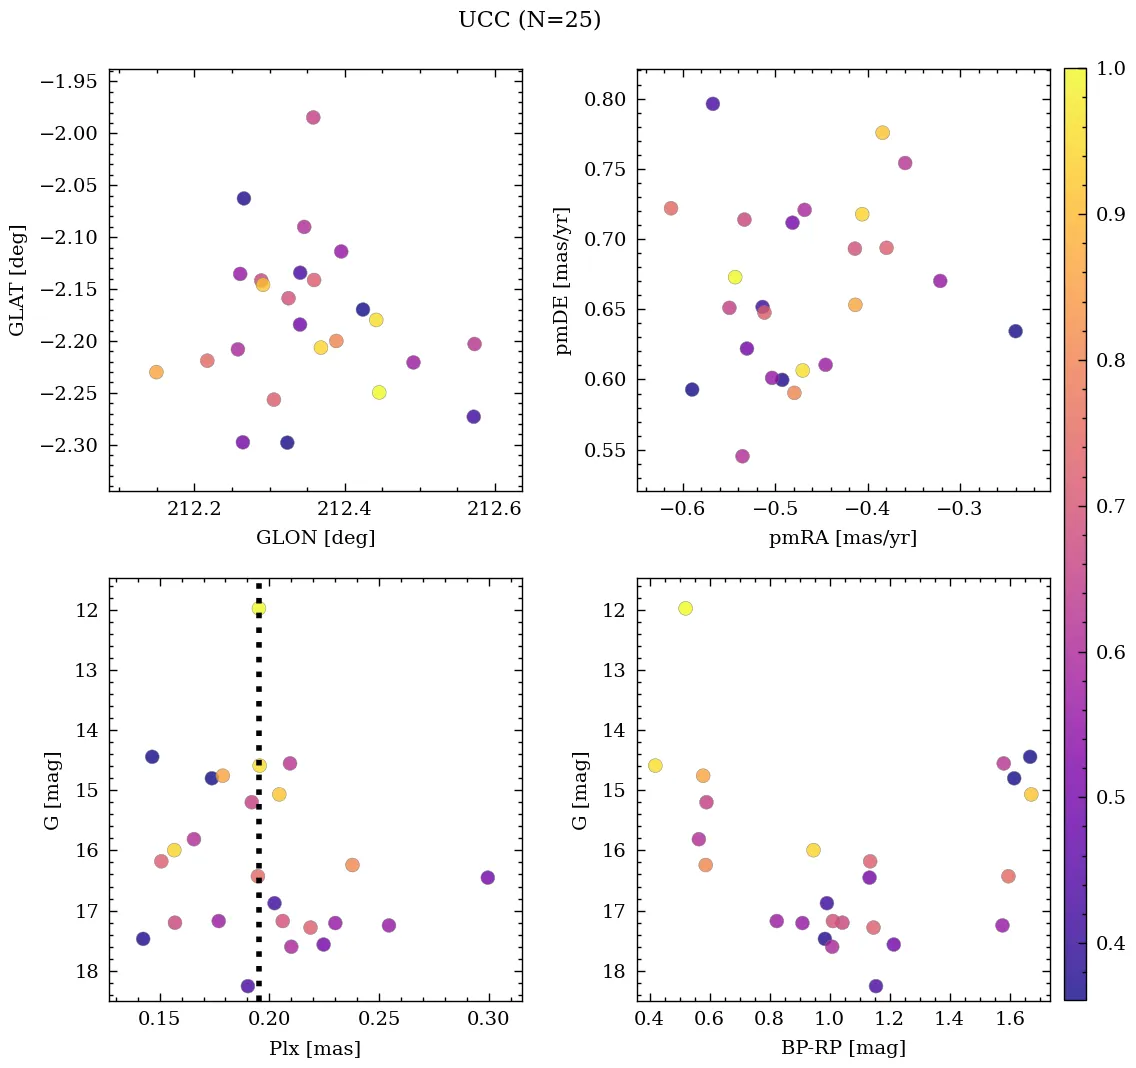 UCC (N=25)
−1.95
−2.00
−2.05
−2.10
−2.15
−2.20
−2.25
−2.30
GLAT [deg]
212.2 212.4 212.6
GLON [deg]
0.80
0.75
0.70
0.65
0.60
0.55
pmDE [mas/yr]
−0.6 −0.5 −0.4 −0.3
pmRA [mas/yr]
12
13
14
15
16
17
18
G [mag]
0.15 0.20 0.25 0.30
Plx [mas]
12
13
14
15
16
17
18
G [mag]
0.4 0.6 0.8 1.0 1.2 1.4 1.6
BP-RP [mag]
1.0
0.9
0.8
0.7
0.6
0.5
0.4